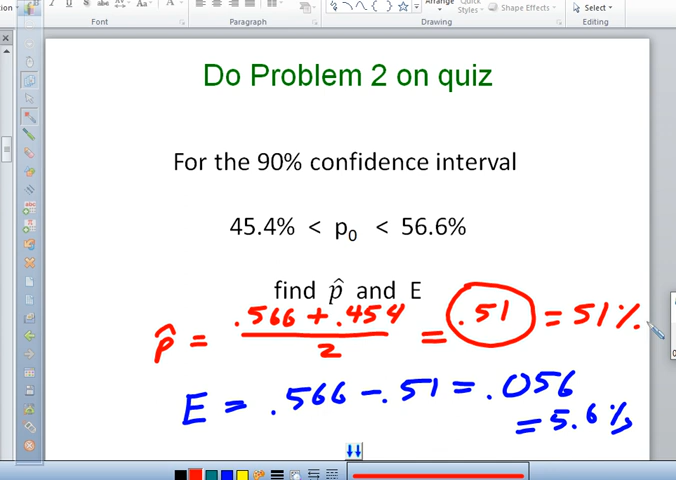 Arrange
Quick
Styles
Shape Effects
Select
Font
Paragraph
Drawing
Editing
Do Problem 2 on quiz
For the 90% confidence interval
45.4% < p₀ < 56.6%
find p̂ and E
p̂ = .566 + .454 / 2 = .51 = 51%
E = .566 - .51 = .056
= 5.6%